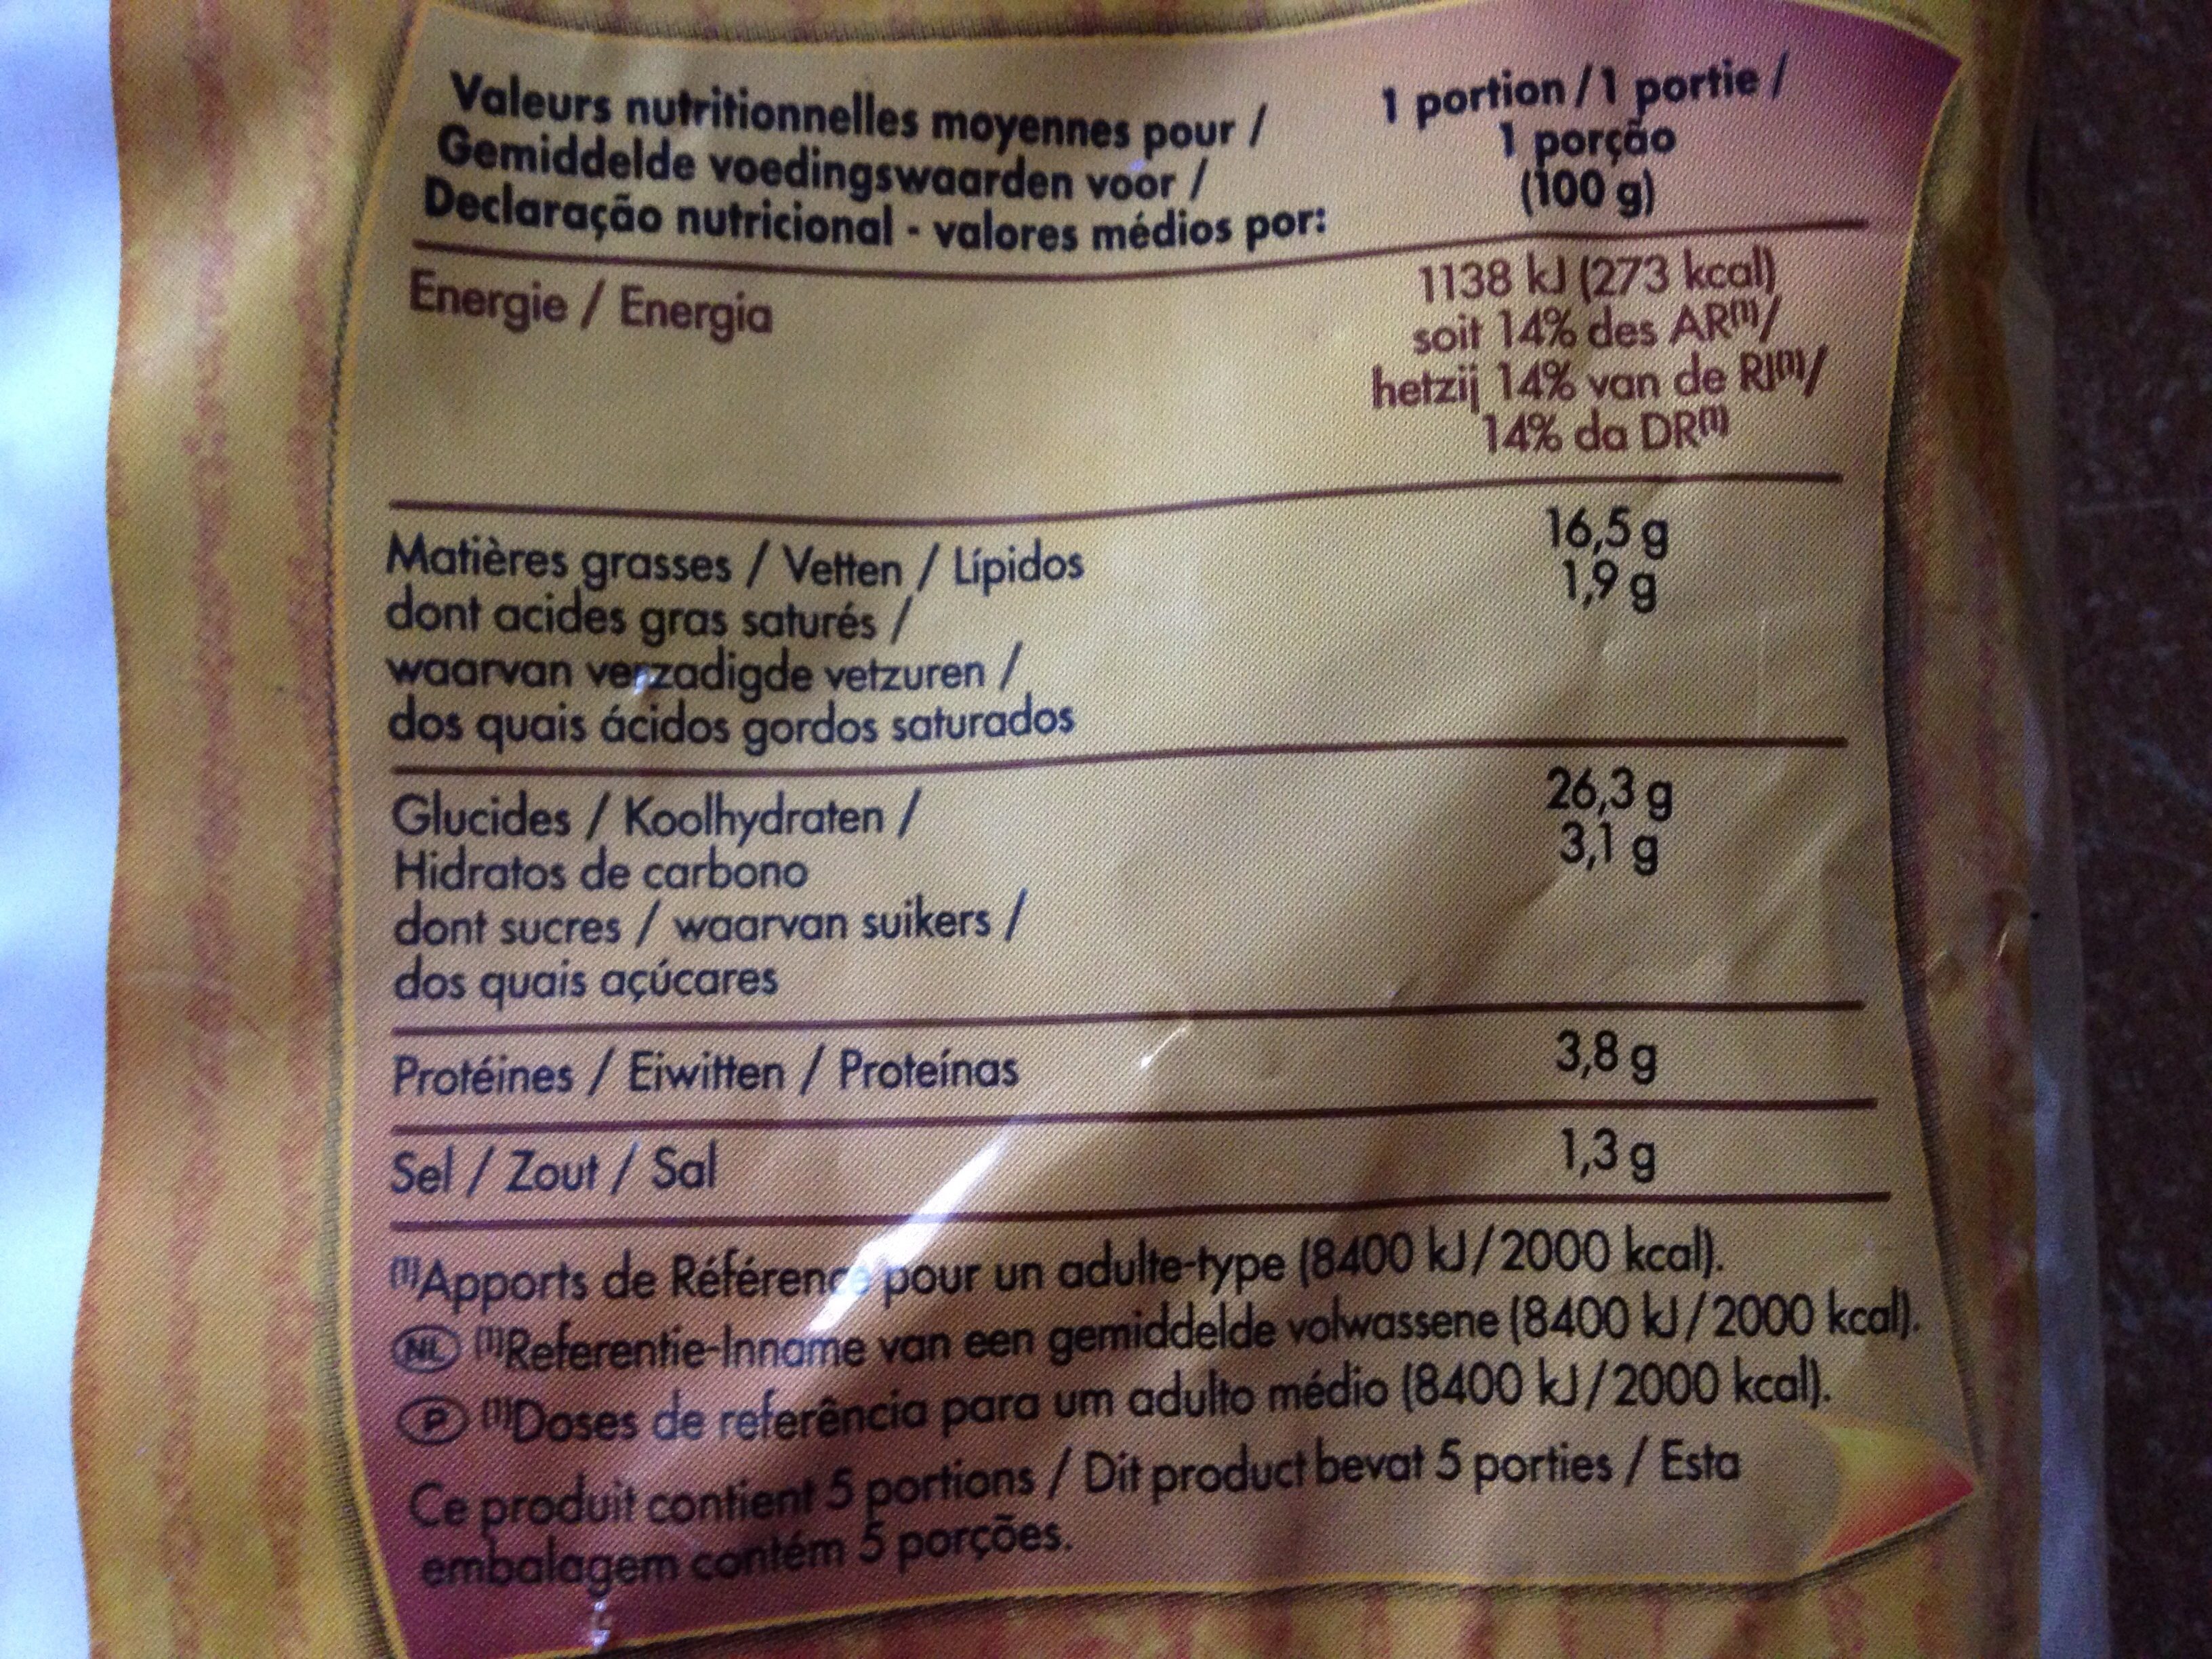 Valeurs nutritionnelles moyennes pour /
Gemiddelde voedingswaarden voor /
Declaração nutricional - valores médios por:
1 portion / 1 portie /
1 porção
(100 g)
Energie / Energia
1138 kJ (273 kcal)
soit 14% des AR(1)/
hetzij 14% van de RI(1)/
14% da DR(1)
Matières grasses / Vetten / Lípidos
16,5 g
dont acides gras saturés /
1,9 g
waarvan verzadigde vetzuren /
dos quais ácidos gordos saturados
Glucides / Koolhydraten /
26,3 g
Hidratos de carbono
3,1 g
dont sucres / waarvan suikers /
dos quais açúcares
Protéines / Eiwitten / Proteínas
3,8 g
Sel / Zout / Sal
1,3 g
(1)Apports de Référence pour un adulte-type (8400 kJ/2000 kcal).
NL (1)Referentie-Inname van een gemiddelde volwassene (8400 kJ/2000 kcal).
P (1)Doses de referência para um adulto médio (8400 kJ/2000 kcal).
Ce produit contient 5 portions / Dit product bevat 5 porties / Esta
embalagem contém 5 porções.